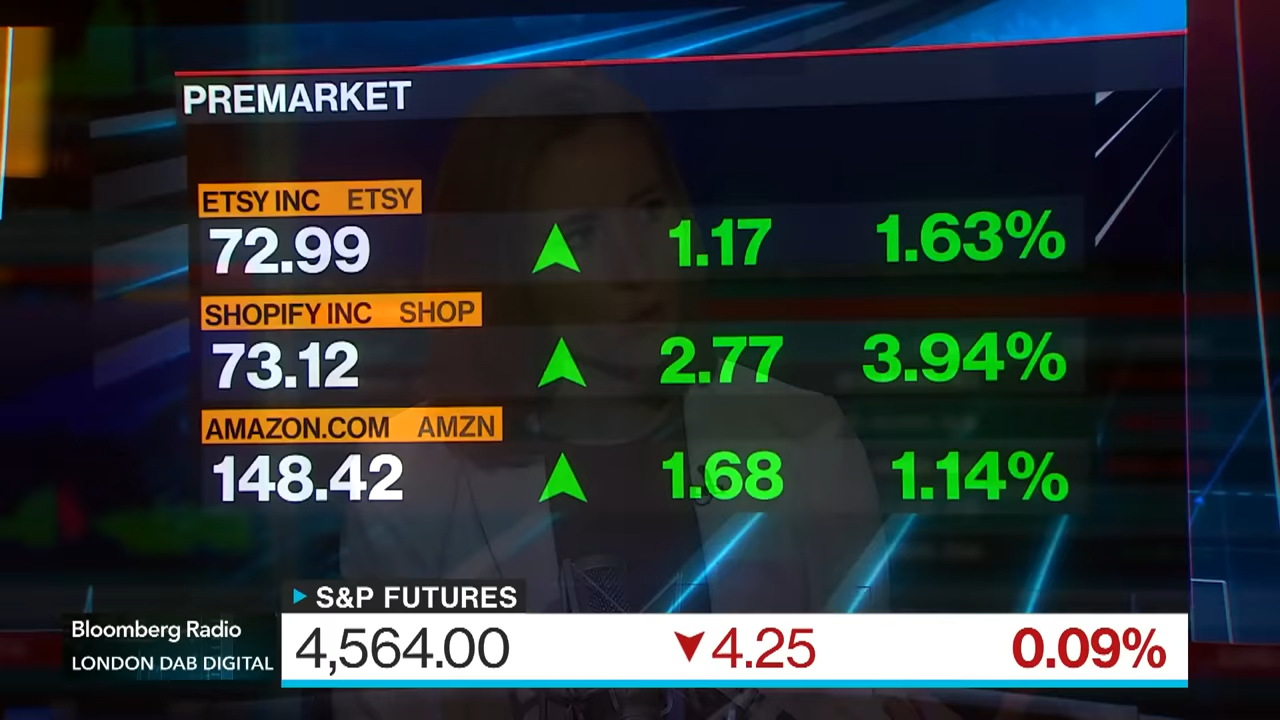 PREMARKET
ETSY INC ETSY
72.99 ▲ 1.17 1.63%
SHOPIFY INC SHOP
73.12 ▲ 2.77 3.94%
AMAZON.COM AMZN
148.42 ▲ 1.68 1.14%
S&P FUTURES
4,564.00 ▼ 4.25 0.09%
Bloomberg Radio
LONDON DAB DIGITAL